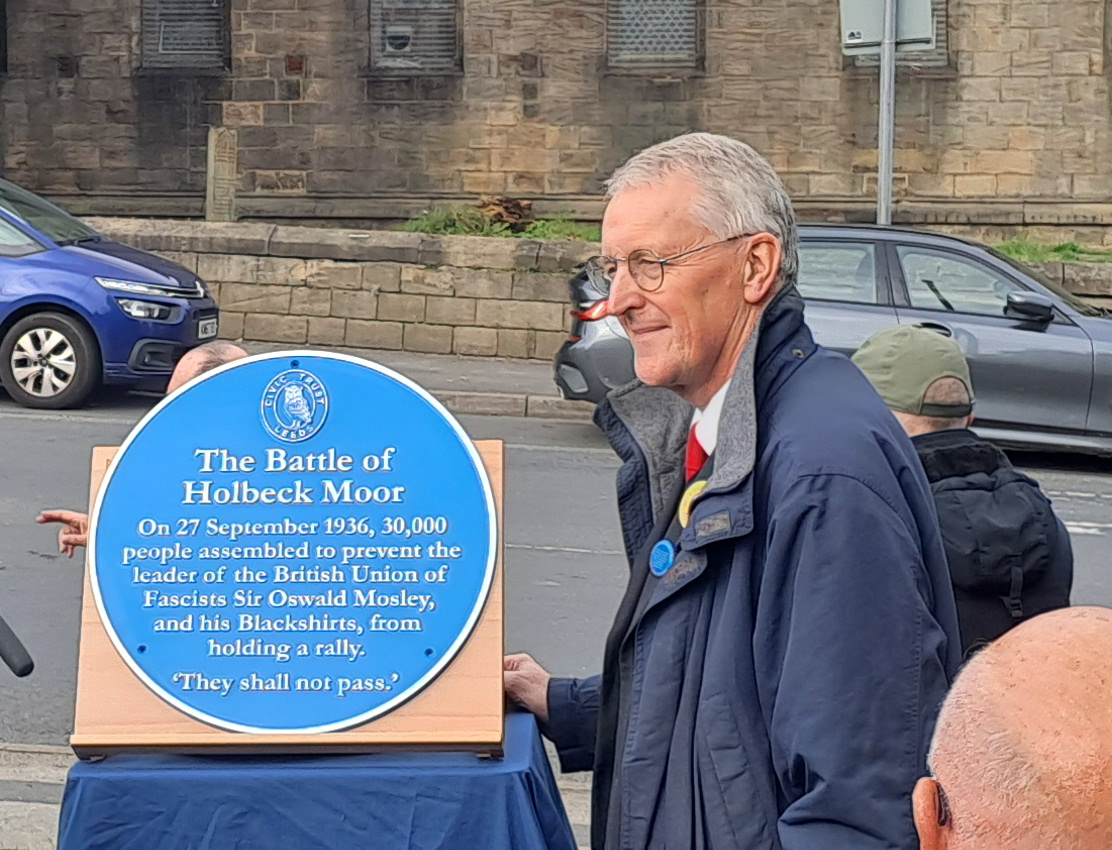 CIVIC TRUST
LEEDS
The Battle of
Holbeck Moor
On 27 September 1936, 30,000
people assembled to prevent the
leader of the British Union of
Fascists Sir Oswald Mosley,
and his Blackshirts, from
holding a rally.
‘They shall not pass.’